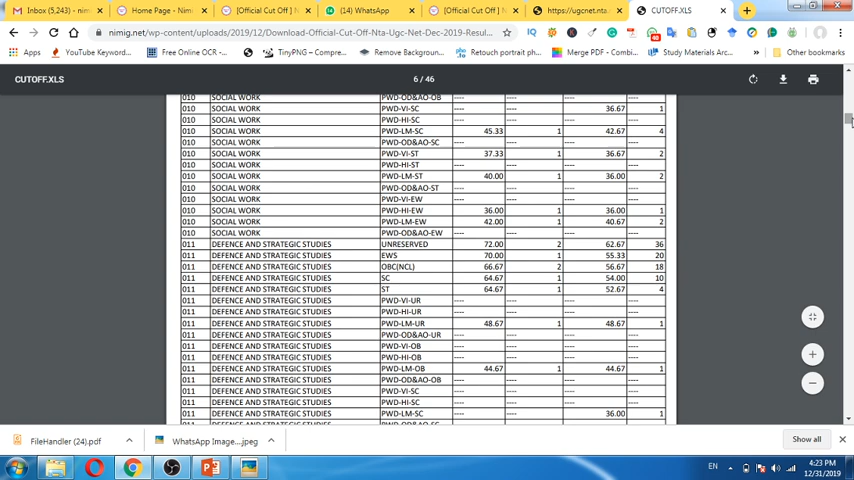 Inbox (5,243) - nim
Home Page - Nimi
[Official Cut Off ] N
(14) WhatsApp
[Official Cut Off ] N
https://ugcnet.nta
CUTOFF.XLS
nimig.net/wp-content/uploads/2019/12/Download-Official-Cut-Off-Nta-Ugc-Net-Dec-2019-Resul...
Apps
YouTube Keyword...
Free Online OCR -...
TinyPNG – Compre...
Remove Background...
Retouch portrait ph...
Merge PDF - Combi...
Study Materials Arc...
»
Other bookmarks
CUTOFF.XLS
6 / 46
010 SOCIAL WORK PWD-OD&AO-OB ---- ---- ---- ----
010 SOCIAL WORK PWD-VI-SC ---- ---- 36.67 1
010 SOCIAL WORK PWD-HI-SC ---- ---- ---- ----
010 SOCIAL WORK PWD-LM-SC 45.33 1 42.67 4
010 SOCIAL WORK PWD-OD&AO-SC ---- ---- ---- ----
010 SOCIAL WORK PWD-VI-ST 37.33 1 36.67 2
010 SOCIAL WORK PWD-HI-ST ---- ---- ---- ----
010 SOCIAL WORK PWD-LM-ST 40.00 1 36.00 2
010 SOCIAL WORK PWD-OD&AO-ST ---- ---- ---- ----
010 SOCIAL WORK PWD-VI-EW ---- ---- ---- ----
010 SOCIAL WORK PWD-HI-EW 36.00 1 36.00 1
010 SOCIAL WORK PWD-LM-EW 42.00 1 40.67 2
010 SOCIAL WORK PWD-OD&AO-EW ---- ---- ---- ----
011 DEFENCE AND STRATEGIC STUDIES UNRESERVED 72.00 2 62.67 36
011 DEFENCE AND STRATEGIC STUDIES EWS 70.00 1 55.33 20
011 DEFENCE AND STRATEGIC STUDIES OBC(NCL) 66.67 2 56.67 18
011 DEFENCE AND STRATEGIC STUDIES SC 64.67 1 54.00 10
011 DEFENCE AND STRATEGIC STUDIES ST 64.67 1 52.67 4
011 DEFENCE AND STRATEGIC STUDIES PWD-VI-UR ---- ---- ---- ----
011 DEFENCE AND STRATEGIC STUDIES PWD-HI-UR ---- ---- ---- ----
011 DEFENCE AND STRATEGIC STUDIES PWD-LM-UR 48.67 1 48.67 1
011 DEFENCE AND STRATEGIC STUDIES PWD-OD&AO-UR ---- ---- ---- ----
011 DEFENCE AND STRATEGIC STUDIES PWD-VI-OB ---- ---- ---- ----
011 DEFENCE AND STRATEGIC STUDIES PWD-HI-OB ---- ---- ---- ----
011 DEFENCE AND STRATEGIC STUDIES PWD-LM-OB 44.67 1 44.67 1
011 DEFENCE AND STRATEGIC STUDIES PWD-OD&AO-OB ---- ---- ---- ----
011 DEFENCE AND STRATEGIC STUDIES PWD-VI-SC ---- ---- ---- ----
011 DEFENCE AND STRATEGIC STUDIES PWD-HI-SC ---- ---- ---- ----
011 DEFENCE AND STRATEGIC STUDIES PWD-LM-SC ---- ---- 36.00 1
FileHandler (24).pdf
WhatsApp Image....jpeg
Show all
EN
4:23 PM
12/31/2019